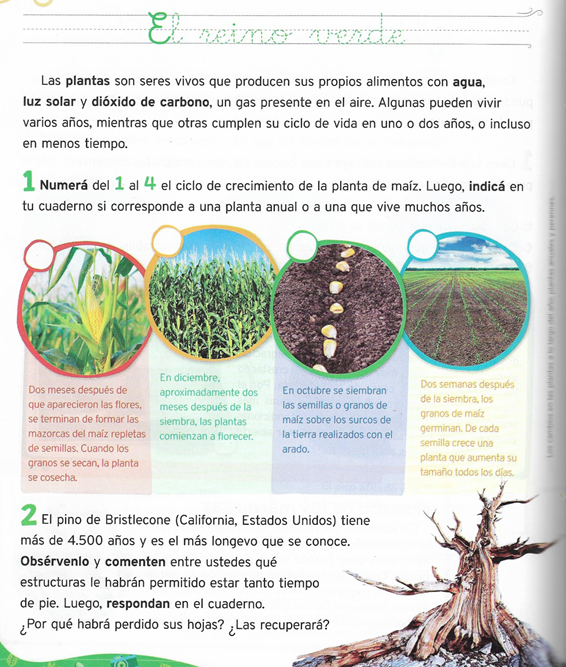 El reino verde
Las plantas son seres vivos que producen sus propios alimentos con agua,
luz solar y dióxido de carbono, un gas presente en el aire. Algunas pueden vivir
varios años, mientras que otras cumplen su ciclo de vida en uno o dos años, o incluso
en menos tiempo.
1 Numerá del 1 al 4 el ciclo de crecimiento de la planta de maíz. Luego, indicá en
tu cuaderno si corresponde a una planta anual o a una que vive muchos años.
Dos meses después de
que aparecieron las flores,
se terminan de formar las
mazorcas del maíz repletas
de semillas. Cuando los
granos se secan, la planta
se cosecha.
En diciembre,
aproximadamente dos
meses después de la
siembra, las plantas
comienzan a florecer.
En octubre se siembran
las semillas o granos de
maíz sobre los surcos de
la tierra realizados con el
arado.
Dos semanas después
de la siembra, los
granos de maíz
germinan. De cada
semilla crece una
planta que aumenta su
tamaño todos los días.
Los cambios en las plantas a lo largo del año: plantas anuales y perennes.
2 El pino de Bristlecone (California, Estados Unidos) tiene
más de 4.500 años y es el más longevo que se conoce.
Obsérvenlo y comenten entre ustedes qué
estructuras le habrán permitido estar tanto tiempo
de pie. Luego, respondan en el cuaderno.
¿Por qué habrá perdido sus hojas? ¿Las recuperará?